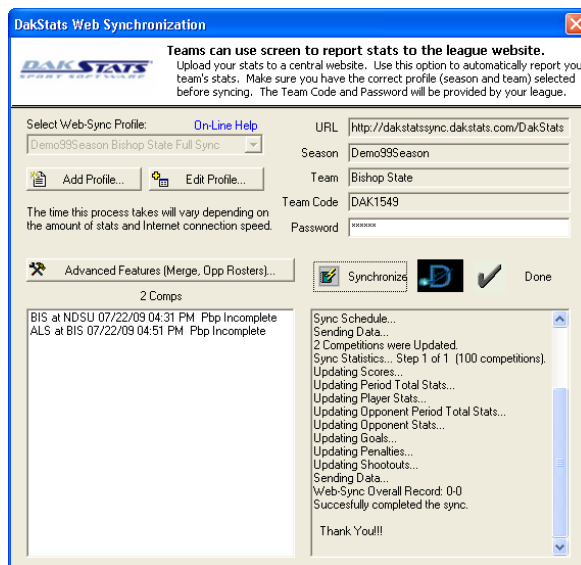 DakStats Web Synchronization
DAKSTATS
SPORT SOFTWARE
Teams can use screen to report stats to the league website.
Upload your stats to a central website. Use this option to automatically report you
team's stats. Make sure you have the correct profile (season and team) selected
before syncing. The Team Code and Password will be provided by your league.
Select Web-Sync Profile:
On-Line Help
Demo99Season Bishop State Full Sync
Add Profile...
Edit Profile...
The time this process takes will vary depending on
the amount of stats and Internet connection speed.
URL
http://dakstatssync.dakstats.com/DakStats
Season
Demo99Season
Team
Bishop State
Team Code
DAK1549
Password
******
Advanced Features (Merge, Opp Rosters)...
Synchronize
Done
2 Comps
BIS at NDSU 07/22/09 04:31 PM Pbp Incomplete
ALS at BIS 07/22/09 04:51 PM Pbp Incomplete
Sync Schedule...
Sending Data...
2 Competitions were Updated.
Sync Statistics... Step 1 of 1 (100 competitions).
Updating Scores...
Updating Period Total Stats...
Updating Player Stats...
Updating Opponent Period Total Stats...
Updating Opponent Stats...
Updating Goals...
Updating Penalties...
Updating Shootouts...
Sending Data...
Web-Sync Overall Record: 0-0
Succesfully completed the sync.
Thank You!!!